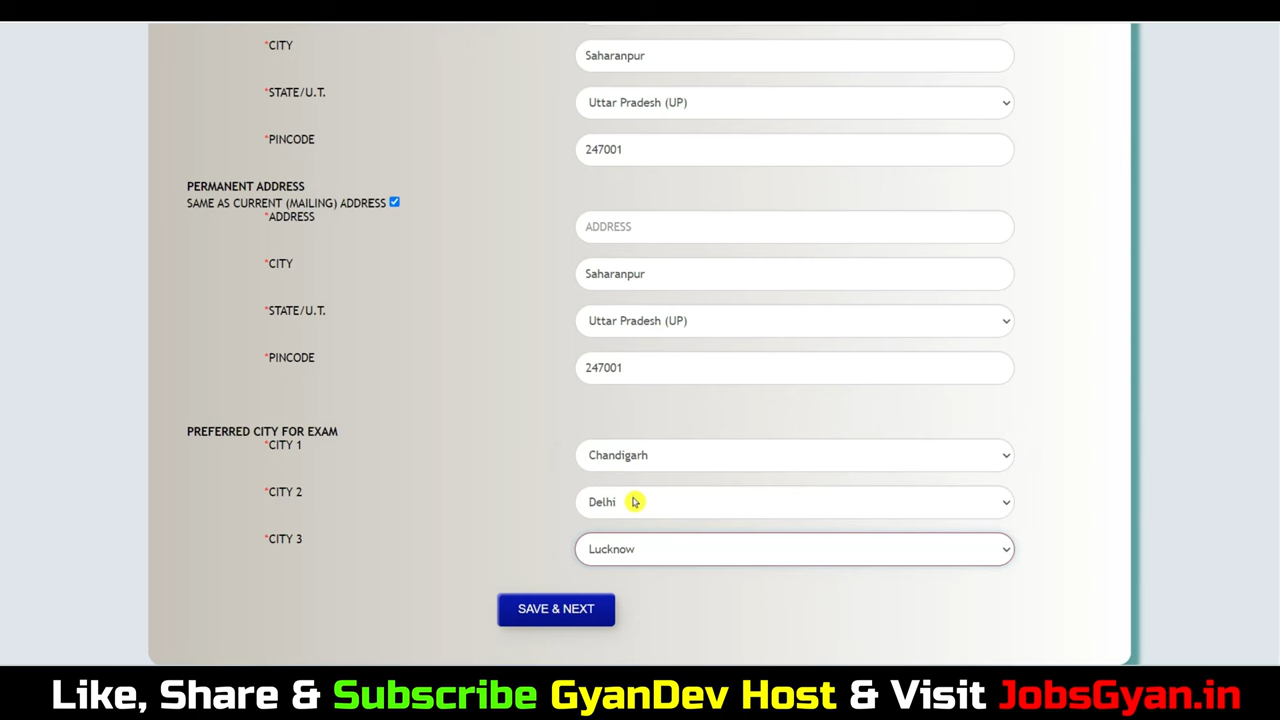 *CITY Saharanpur
*STATE/U.T. Uttar Pradesh (UP)
*PINCODE 247001
PERMANENT ADDRESS
SAME AS CURRENT (MAILING) ADDRESS
*ADDRESS ADDRESS
*CITY Saharanpur
*STATE/U.T. Uttar Pradesh (UP)
*PINCODE 247001
PREFERRED CITY FOR EXAM
*CITY 1 Chandigarh
*CITY 2 Delhi
*CITY 3 Lucknow
SAVE & NEXT
Like, Share & Subscribe GyanDev Host & Visit JobsGyan.in